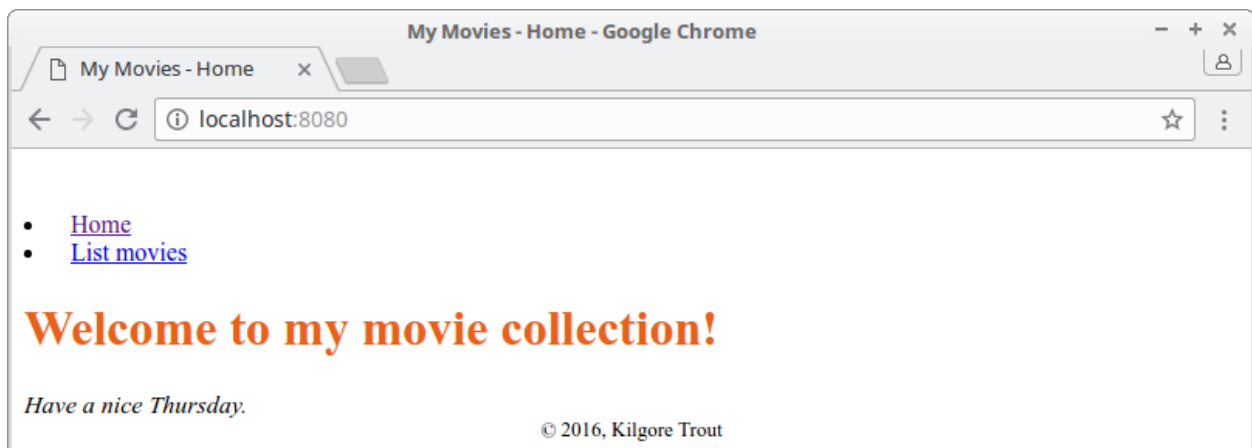 My Movies - Home - Google Chrome
My Movies - Home
localhost:8080
Home
List movies
Welcome to my movie collection!
Have a nice Thursday.
© 2016, Kilgore Trout